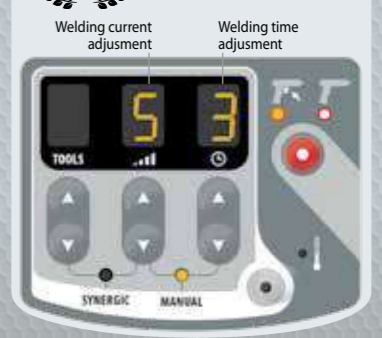 Welding current
adjusment
Welding time
adjusment
5 3
TOOLS
SYNERGIC MANUAL